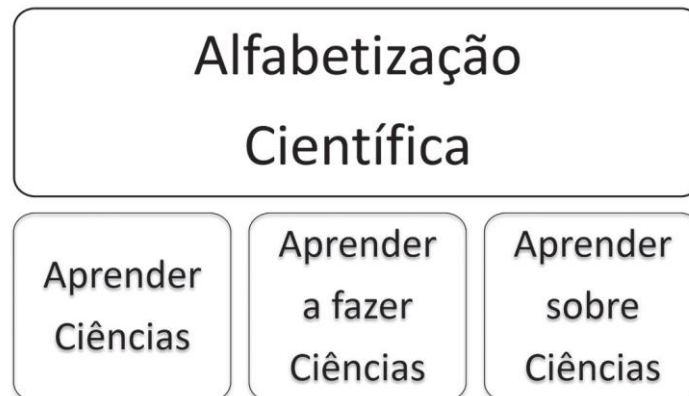 Alfabetização
Científica
Aprender
Ciências
Aprender
a fazer
Ciências
Aprender
sobre
Ciências